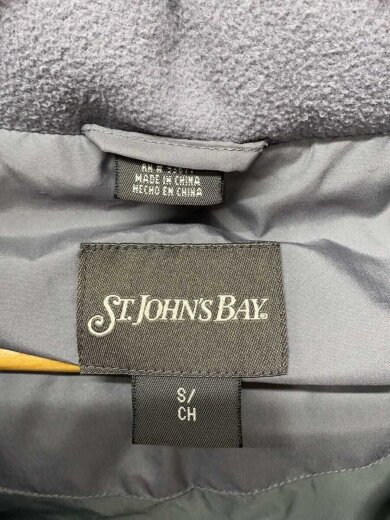 MADE IN CHINA
HECHO EN CHINA
ST. JOHN'S BAY®
S/
CH